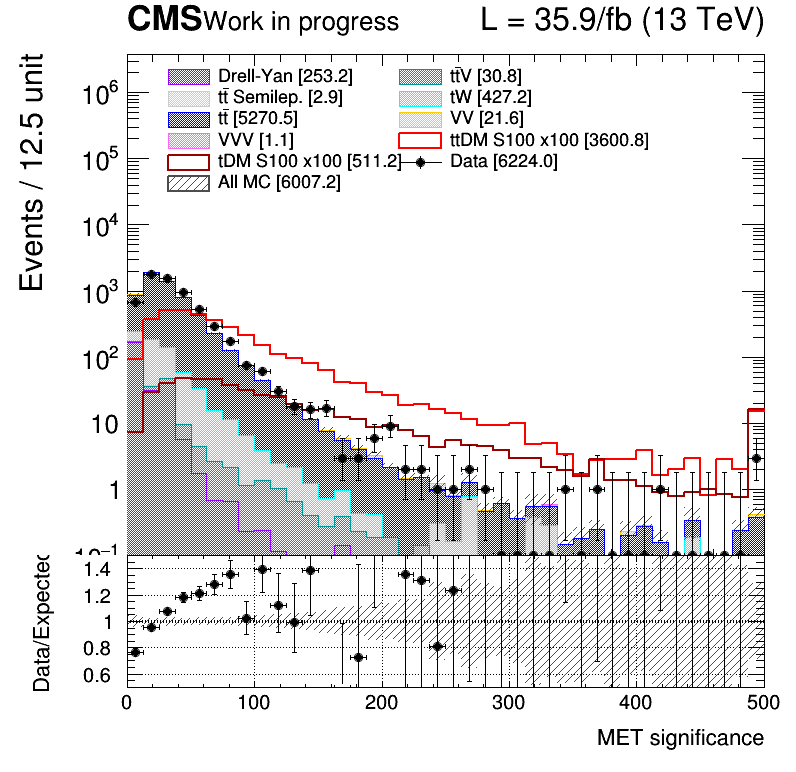 CMS Work in progress L = 35.9/fb (13 TeV)
Events / 12.5 unit
Drell-Yan [253.2] tt̄V [30.8]
tt̄ Semilep. [2.9] tW [427.2]
tt̄ [5270.5] VV [21.6]
VVV [1.1] ttDM S100 x100 [3600.8]
tDM S100 x100 [511.2] Data [6224.0]
All MC [6007.2]
10⁶
10⁵
10⁴
10³
10²
10
1
10⁻¹
Data/Expected
1.4
1.2
1
0.8
0.6
0 100 200 300 400 500
MET significance